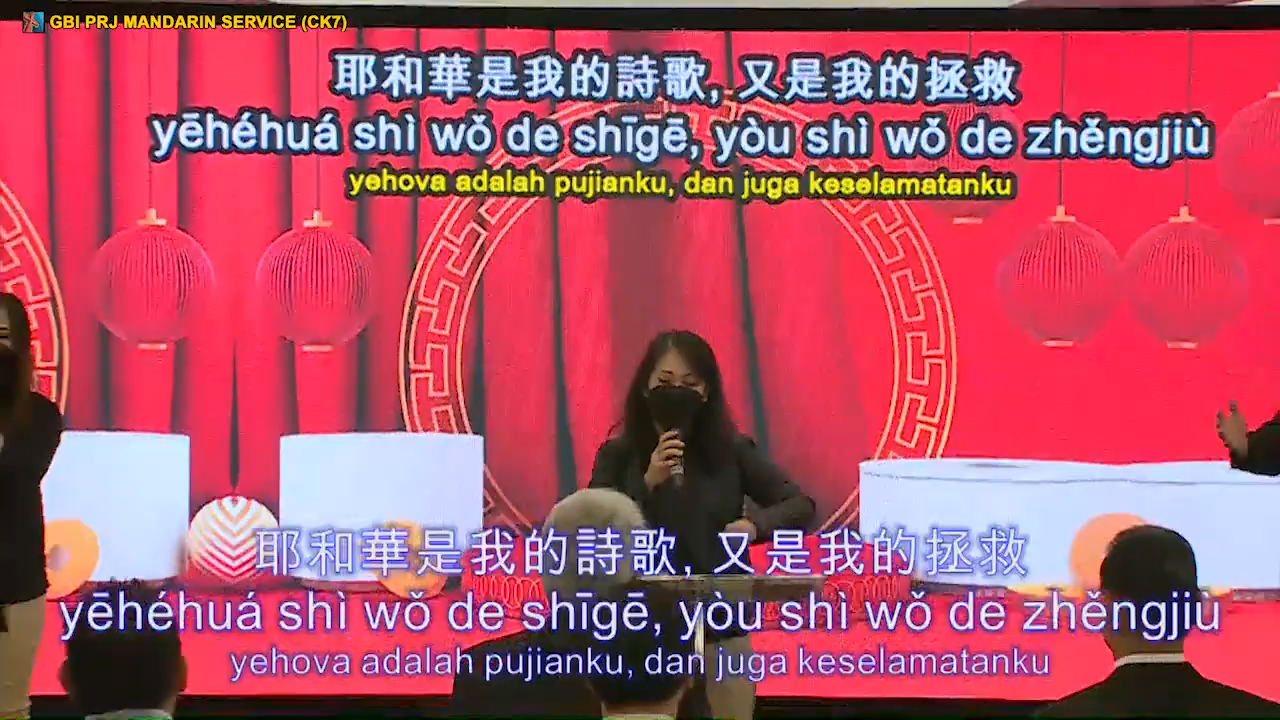 GBI PRJ MANDARIN SERVICE (CK7)
耶和華是我的詩歌, 又是我的拯救
yēhéhuá shì wǒ de shīgē, yòu shì wǒ de zhěngjiù
yehova adalah pujianku, dan juga keselamatanku
耶和華是我的詩歌, 又是我的拯救
yēhéhuá shì wǒ de shīgē, yòu shì wǒ de zhěngjiù
yehova adalah pujianku, dan juga keselamatanku